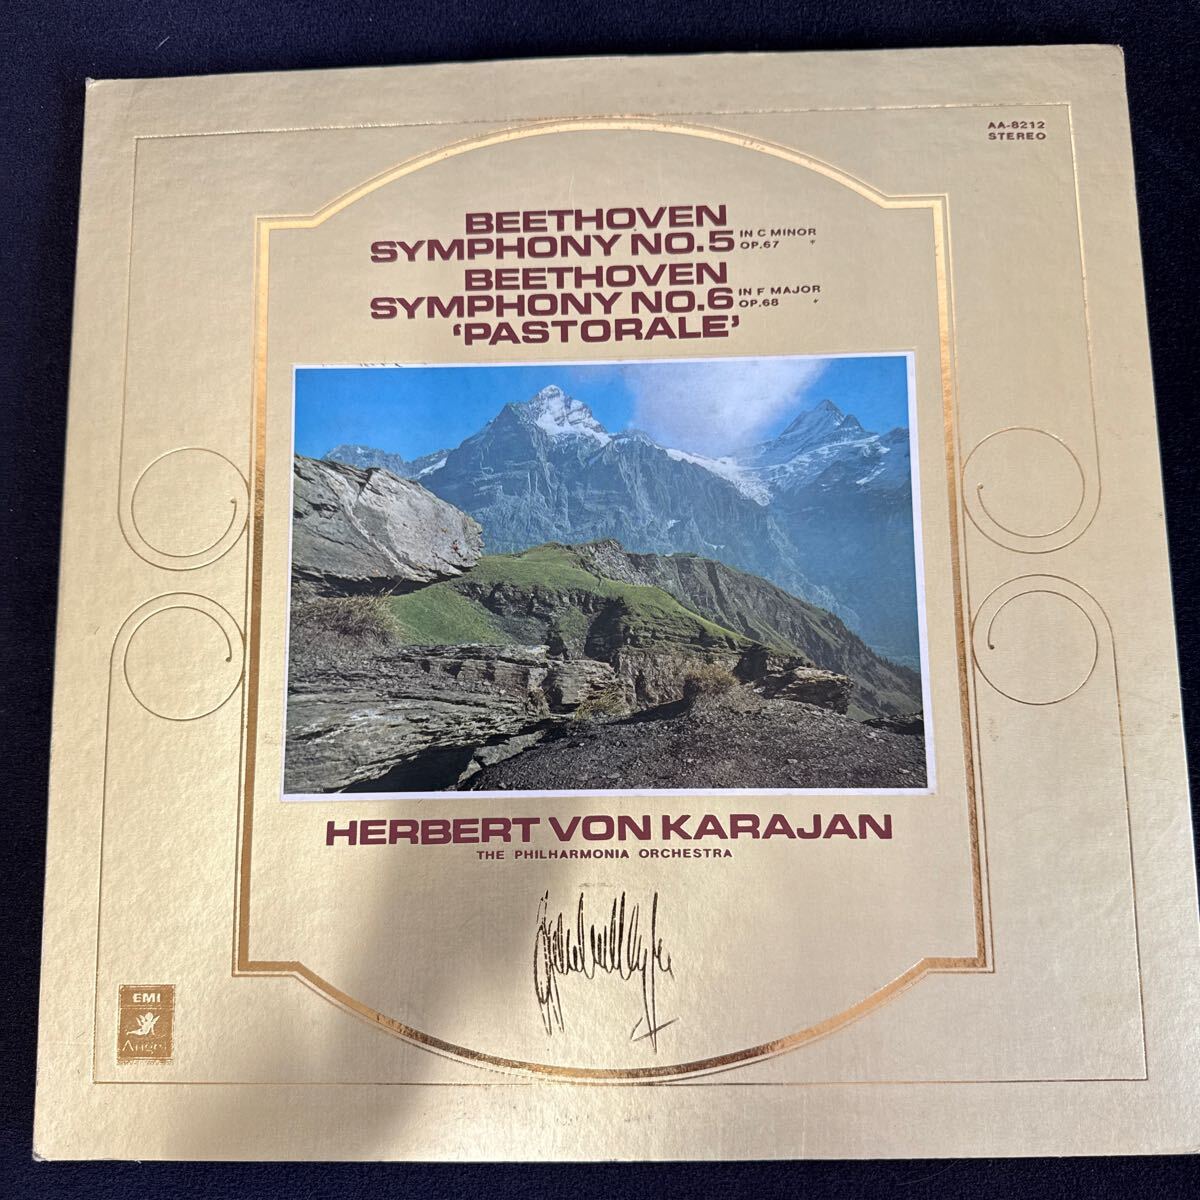 AA-8212
STEREO
BEETHOVEN
SYMPHONY NO.5 IN C MINOR OP.67
BEETHOVEN
SYMPHONY NO.6 IN F MAJOR OP.68
‘PASTORALE’
HERBERT VON KARAJAN
THE PHILHARMONIA ORCHESTRA
EMI
Angel